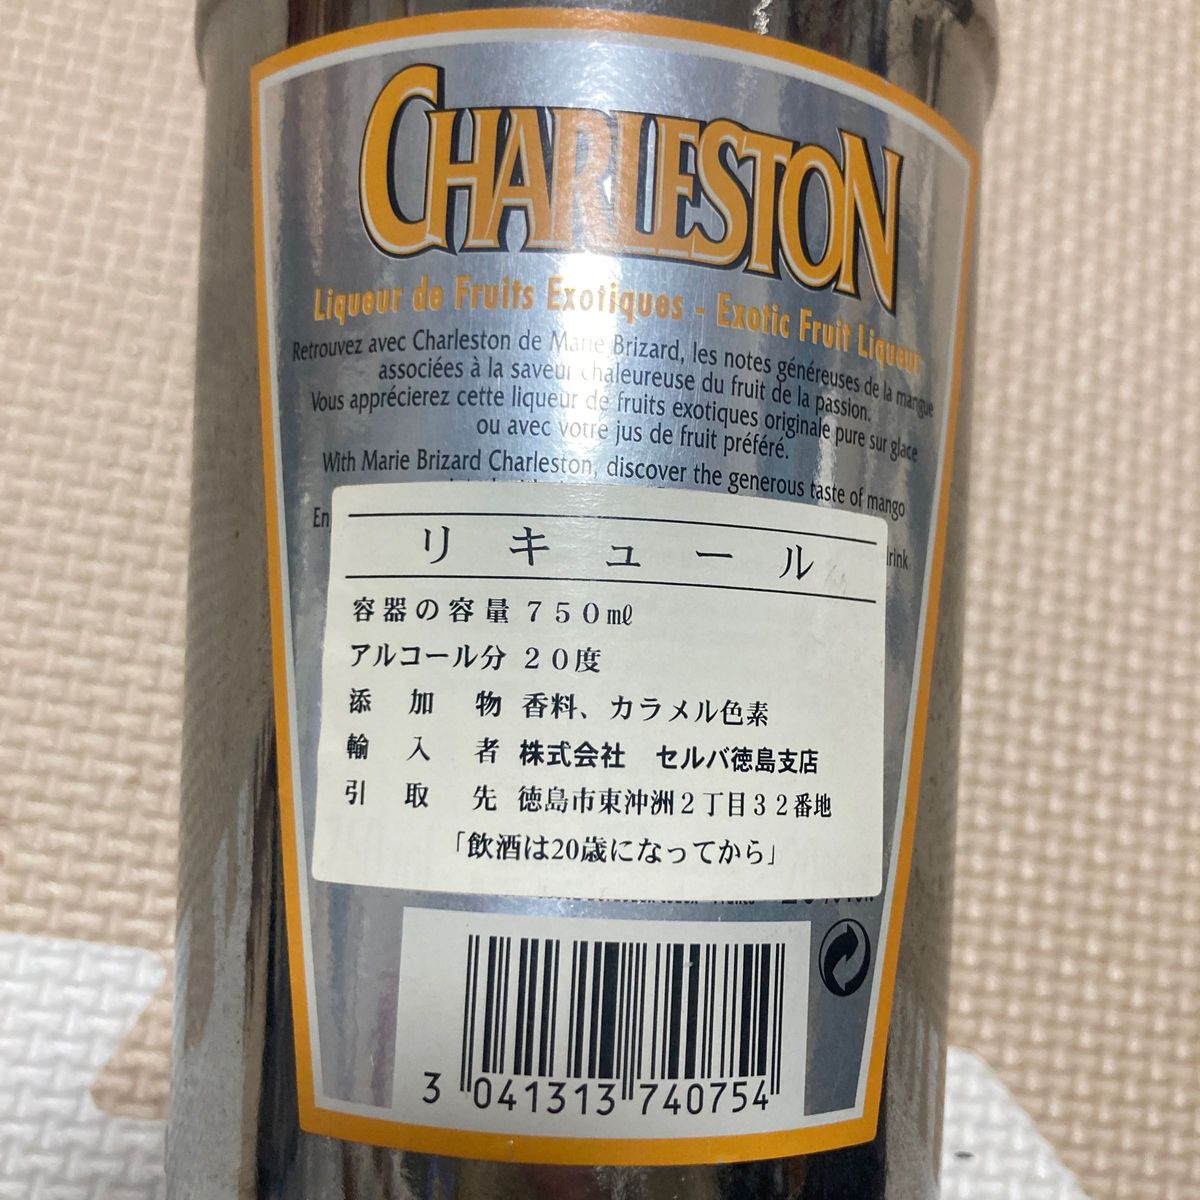 CHARLESTON
Liqueur de Fruits Exotiques - Exotic Fruit Liqueur
Retrouvez avec Charleston de Marie Brizard, les notes généreuses de la mangue
associées à la saveur chaleureuse du fruit de la passion.
Vous apprécierez cette liqueur de fruits exotiques originale pure sur glace
ou avec votre jus de fruit préféré.
With Marie Brizard Charleston, discover the generous taste of mango
リキュール
容器の容量 750㎖
アルコール分 20度
添加物 香料、カラメル色素
輸入者 株式会社 セルバ徳島支店
引取先 徳島市東沖洲2丁目32番地
「飲酒は20歳になってから」
3 041313 740754